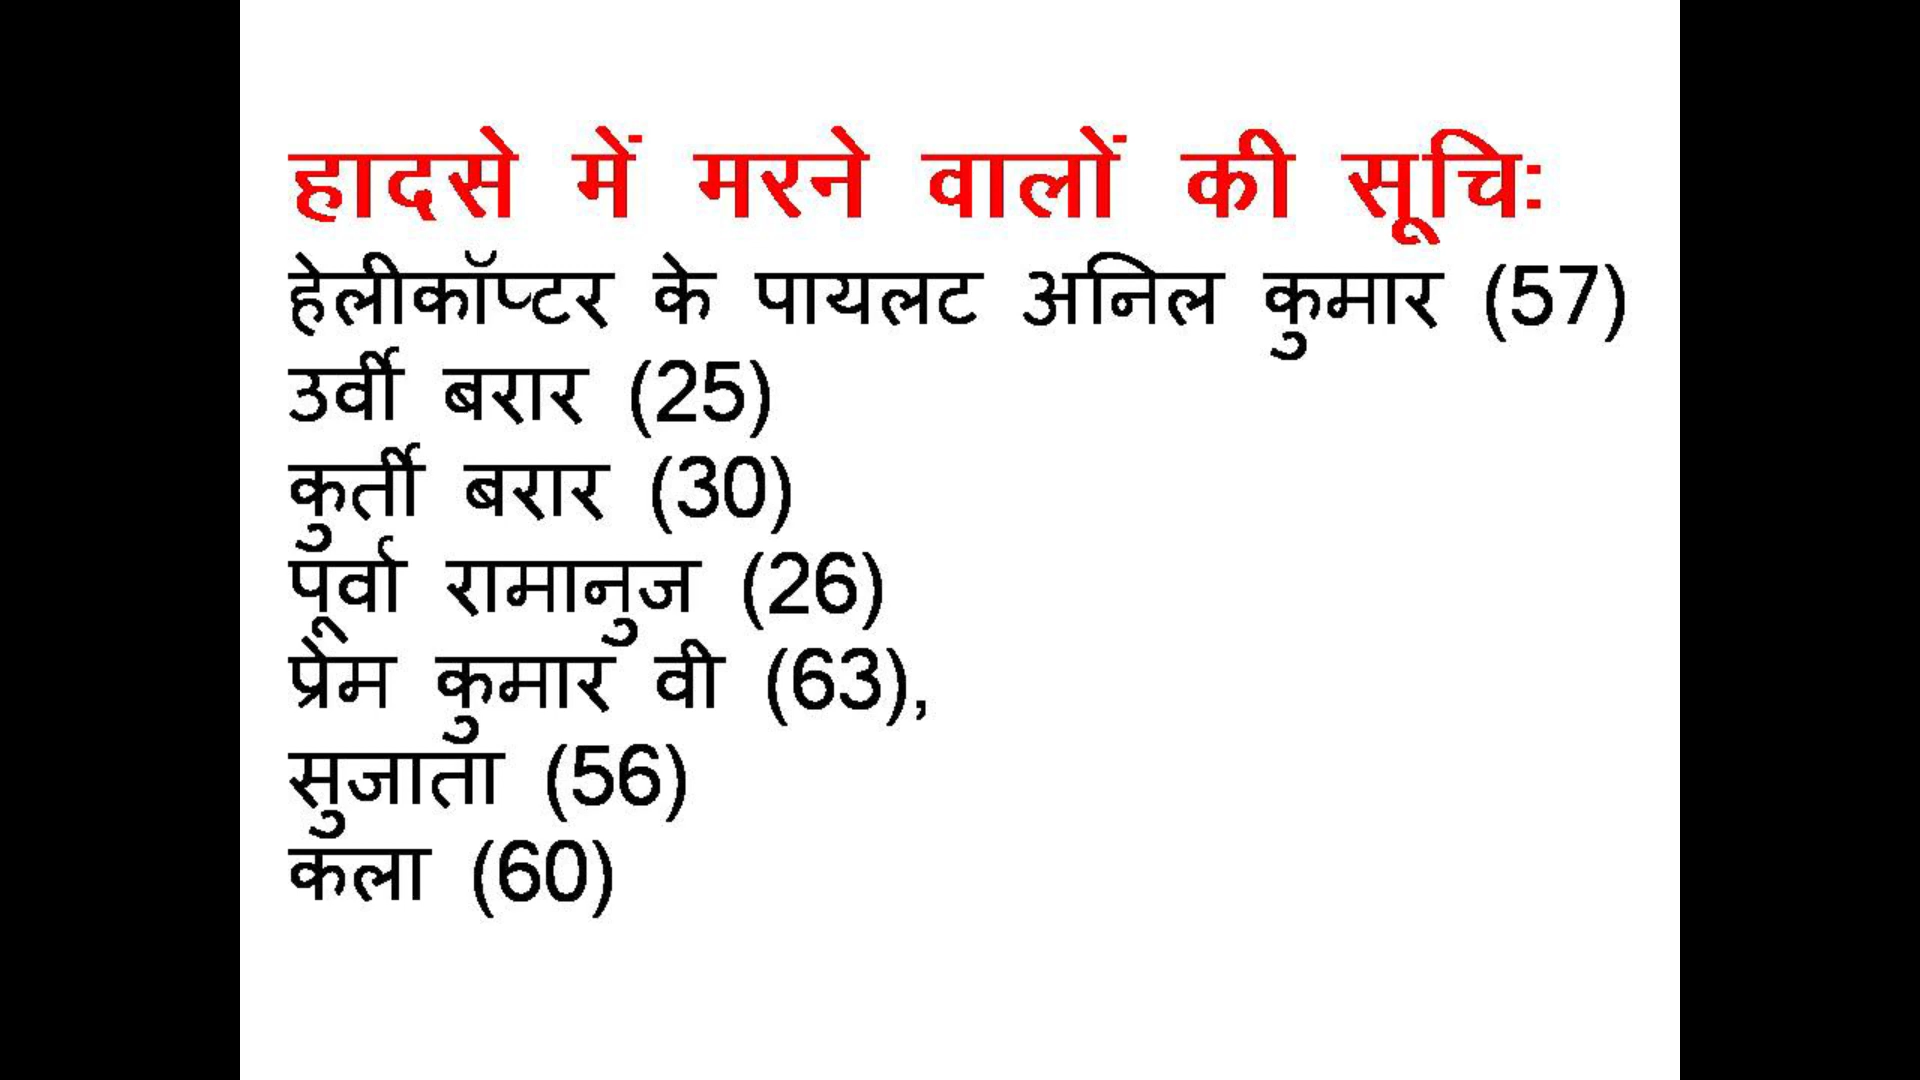 हादसे में मरने वालों की सूचिः
हेलीकॉप्टर के पायलट अनिल कुमार (57)
उर्वी बरार (25)
कुर्ती बरार (30)
पूर्वा रामानुज (26)
प्रेम कुमार वी (63),
सुजाता (56)
कला (60)